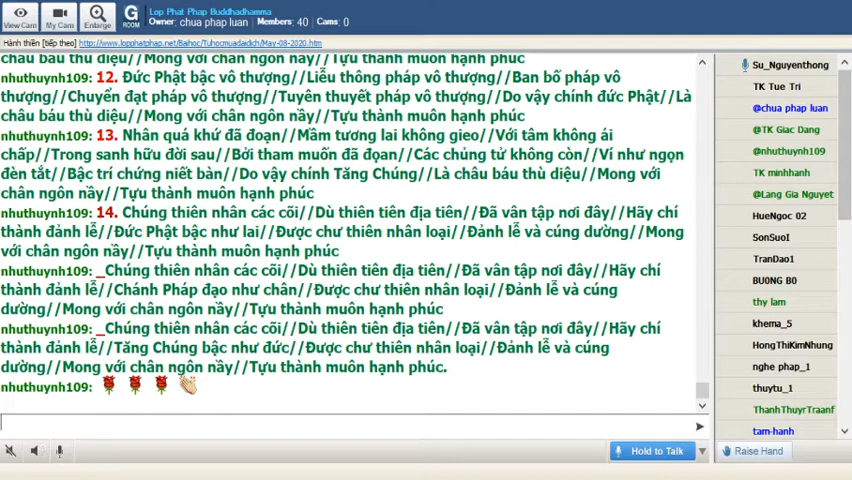 Lop Phat Phap Buddhadhamma
Owner: chua phap luan Members: 40 Cams: 0
View Cam My Cam Enlarge G ROOM
Hành thiền [tiếp theo] http://www.lopphatphap.net/Baihoc/Tuhocmuadaidich/May-08-2020.htm
châu báu thù diệu//Mong với chân ngôn nầy//Tựu thành muôn hạnh phúc
nhuthuynh109: 12. Đức Phật bậc vô thượng//Liễu thông pháp vô thượng//Ban bố pháp vô
thượng//Chuyển đạt pháp vô thượng//Tuyên thuyết pháp vô thượng//Do vậy chính đức Phật//Là
châu báu thù diệu//Mong với chân ngôn nầy//Tựu thành muôn hạnh phúc
nhuthuynh109: 13. Nhân quá khứ đã đoạn//Mầm tương lai không gieo//Với tâm không ái
chấp//Trong sanh hữu đời sau//Bởi tham muốn đã đọan//Các chủng tử không còn//Ví như ngọn
đèn tắt//Bậc trí chứng niết bàn//Do vậy chính Tăng Chúng//Là châu báu thù diệu//Mong với
chân ngôn nầy//Tựu thành muôn hạnh phúc
nhuthuynh109: 14. Chúng thiên nhân các cõi//Dù thiên tiên địa tiên//Đã vân tập nơi đây//Hãy chí
thành đảnh lễ//Đức Phật bậc như lai//Được chư thiên nhân loại//Đảnh lễ và cúng dường//Mong
với chân ngôn nầy//Tựu thành muôn hạnh phúc
nhuthuynh109: _Chúng thiên nhân các cõi//Dù thiên tiên địa tiên//Đã vân tập nơi đây//Hãy chí
thành đảnh lễ//Chánh Pháp đạo như chân//Được chư thiên nhân loại//Đảnh lễ và cúng
dường//Mong với chân ngôn nầy//Tựu thành muôn hạnh phúc
nhuthuynh109: _Chúng thiên nhân các cõi//Dù thiên tiên địa tiên//Đã vân tập nơi đây//Hãy chí
thành đảnh lễ//Tăng Chúng bậc như đức//Được chư thiên nhân loại//Đảnh lễ và cúng
dường//Mong với chân ngôn nầy//Tựu thành muôn hạnh phúc.
nhuthuynh109:
Hold to Talk
Su_Nguyenthong
TK Tue Tri
@chua phap luan
@TK Giac Dang
@nhuthuynh109
TK minhhanh
@Lang Gia Nguyet
HueNgoc 02
SonSuoI
TranDao1
BU0NG B0
thy lam
khema_5
HongThiKimNhung
nghe phap_1
thuytu_1
ThanhThuyrTraanf
tam-hanh
Raise Hand